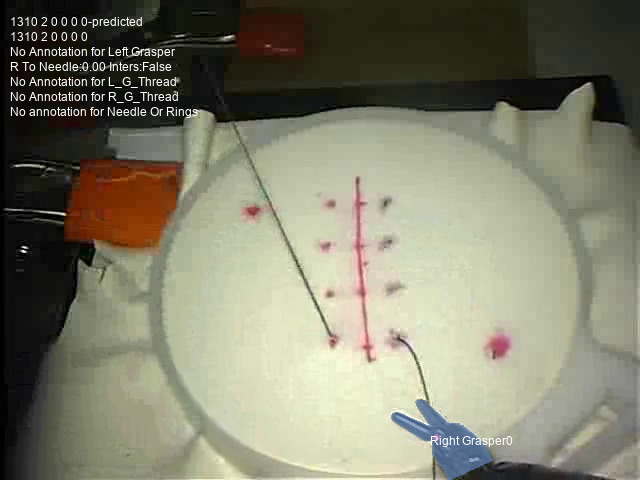 1310 2 0 0 0 0-predicted
1310 2 0 0 0 0
No Annotation for Left Grasper
R To Needle:0.00 Inters:False
No Annotation for L_G_Thread
No Annotation for R_G_Thread
No annotation for Needle Or Rings
Right Grasper0